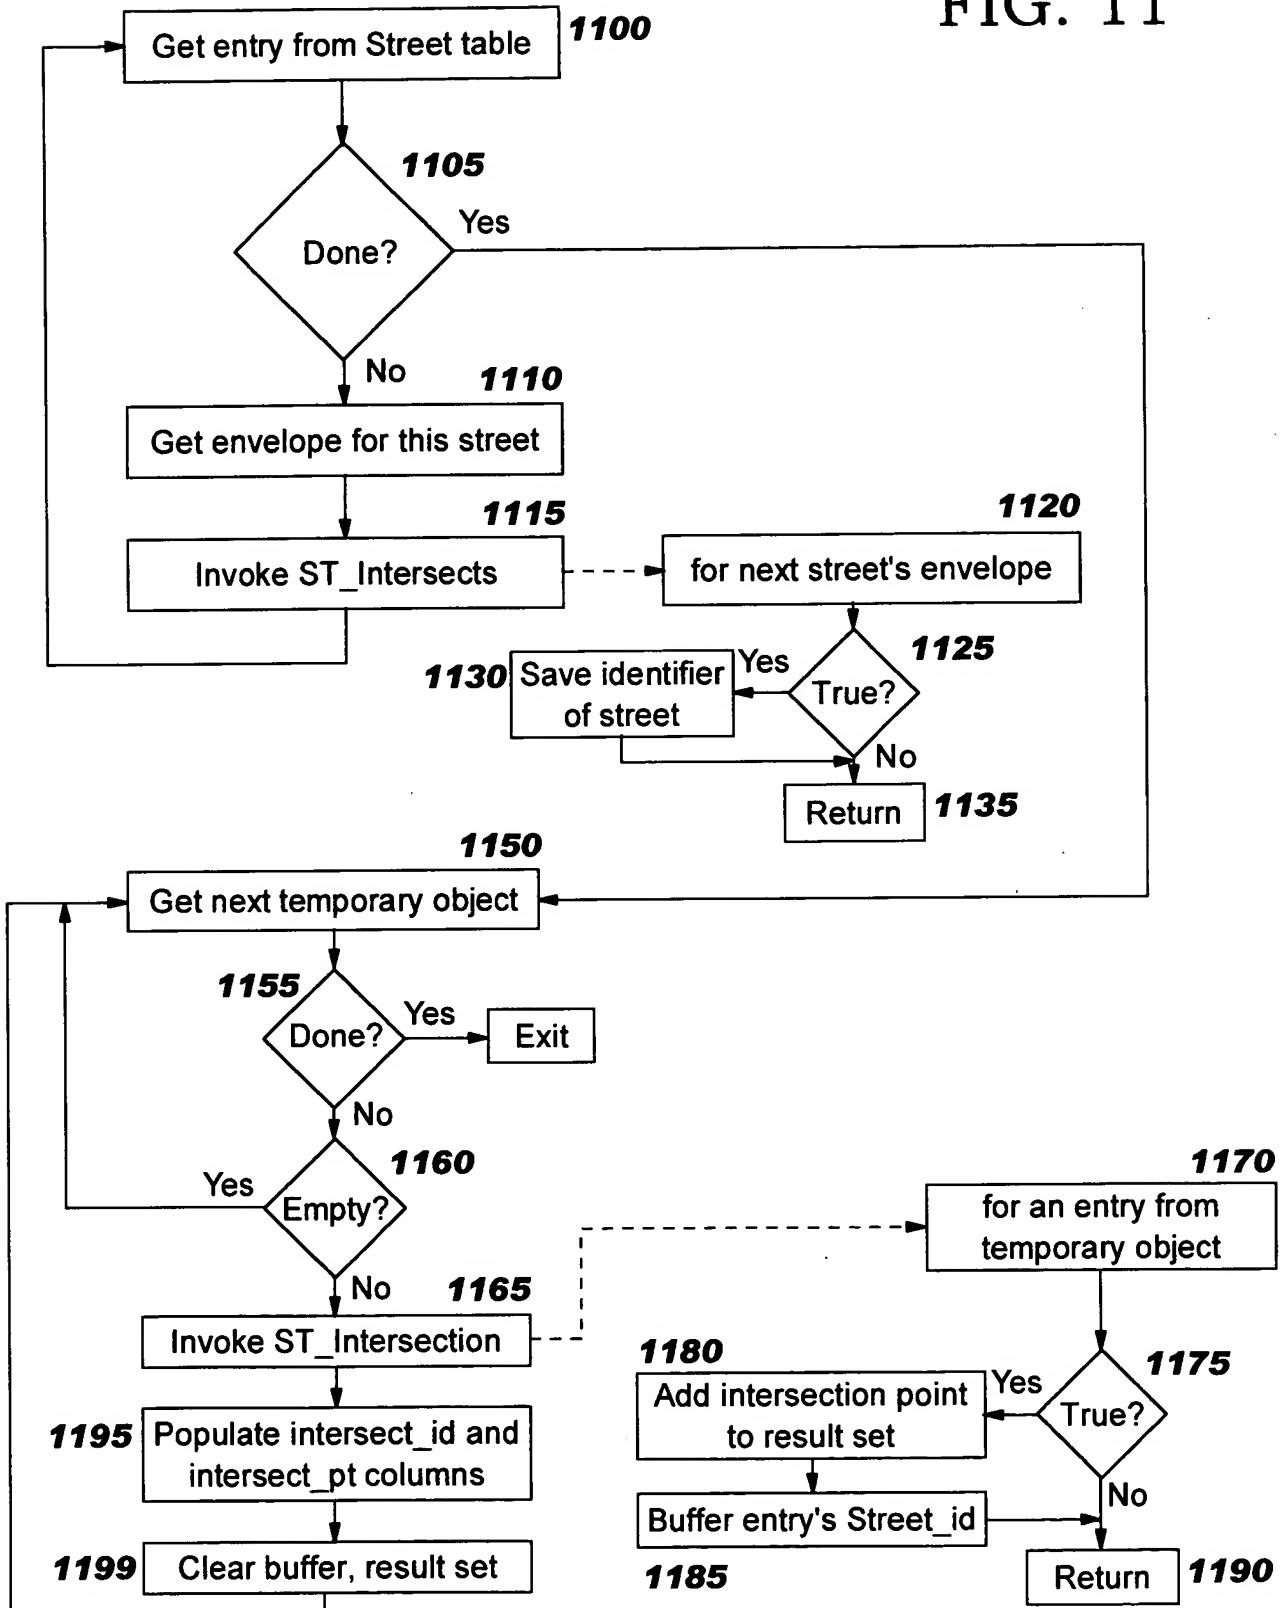 FIG. 11
1100
Get entry from Street table
1105
Yes
Done?
No
1110
Get envelope for this street
1115
1120
Invoke ST_Intersects
for next street's envelope
1125
1130
Save identifier
of street
Yes
True?
No
Return
1135
1150
Get next temporary object
1155
Done?
Yes
Exit
No
1160
Yes
Empty?
1170
for an entry from
temporary object
No
1165
Invoke ST_Intersection
1180
1175
Add intersection point
to result set
Yes
True?
1195
Populate intersect_id and
intersect_pt columns
No
Buffer entry's Street_id
1199
Clear buffer, result set
1185
Return
1190